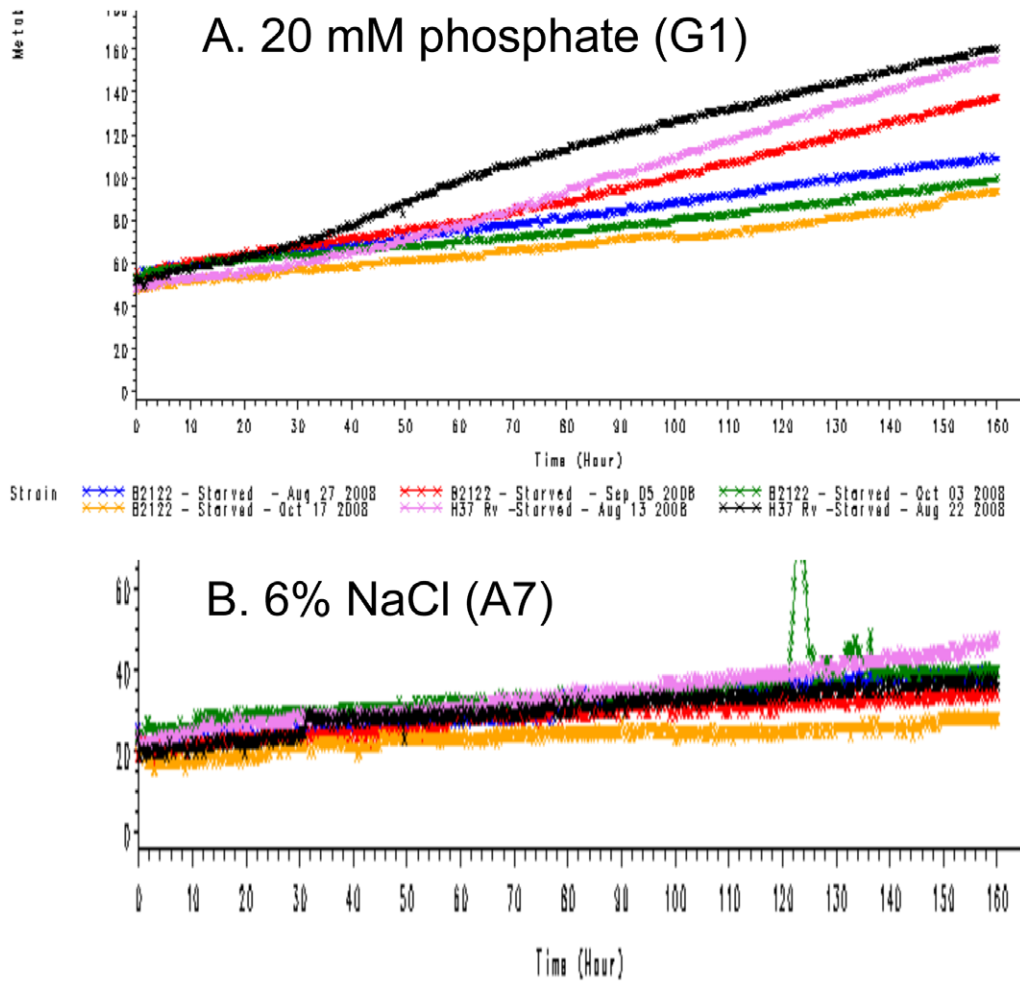 Metab
A. 20 mM phosphate (G1)
160
140
120
100
80
60
40
20
0
0 10 20 30 40 50 60 70 80 90 100 110 120 130 140 150 160
Time (Hour)
Strain B2122 - Starved - Aug 27 2008 B2122 - Starved - Sep 05 2008 B2122 - Starved - Oct 03 2008
B2122 - Starved - Oct 17 2008 H37 Rv -Starved - Aug 13 2008 H37 Rv -Starved - Aug 22 2008
B. 6% NaCl (A7)
60
40
20
0
0 10 20 30 40 50 60 70 80 90 100 110 120 130 140 150 160
Time (Hour)